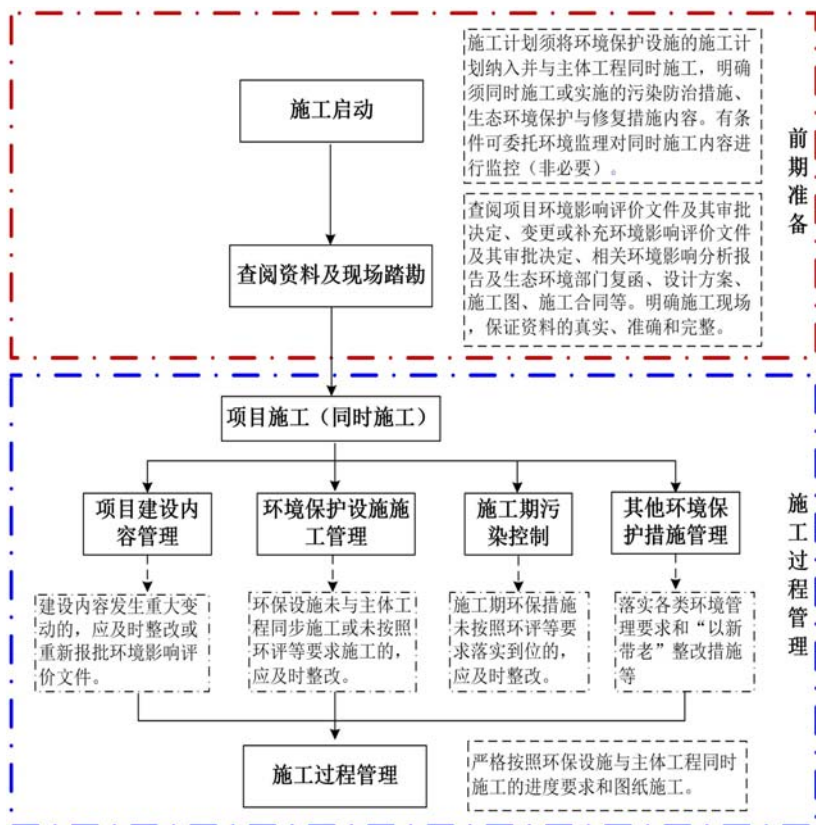 施工启动
施工计划须将环境保护设施的施工计
划纳入并与主体工程同时施工，明确
须同时施工或实施的污染防治措施、
生态环境保护与修复措施内容。有条
件可委托环境监理对同时施工内容进
行监控（非必要）。
查阅资料及现场踏勘
查阅项目环境影响评价文件及其审批
决定、变更或补充环境影响评价文件
及其审批决定、相关环境影响分析报
告及生态环境部门复函、设计方案、
施工图、施工合同等。明确施工现场
，保证资料的真实、准确和完整。
前期准备
项目施工（同时施工）
项目建设内
容管理
环境保护设施施
工管理
施工期污
染控制
其他环境保
护措施管理
建设内容发生重大变
动的，应及时整改或
重新报批环境影响评
价文件。
环保设施未与主体工
程同步施工或未按照
环评等要求施工的，
应及时整改。
施工期环保措施
未按照环评等要
求落实到位的，
应及时整改。
落实各类环境管
理要求和“以新
带老”整改措施
等
施工过程管理
严格按照环保设施与主体工程同时
施工的进度要求和图纸施工。
施工过程管理